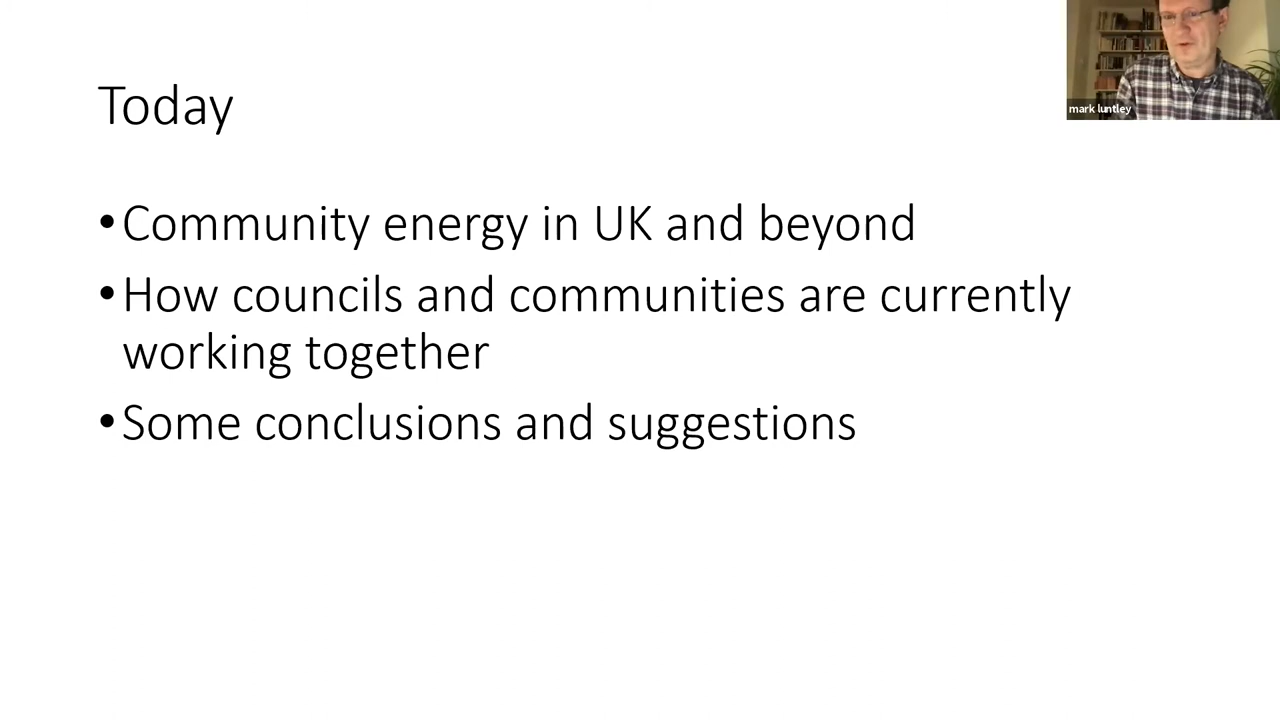 Today
• Community energy in UK and beyond
• How councils and communities are currently
working together
• Some conclusions and suggestions
mark luntley